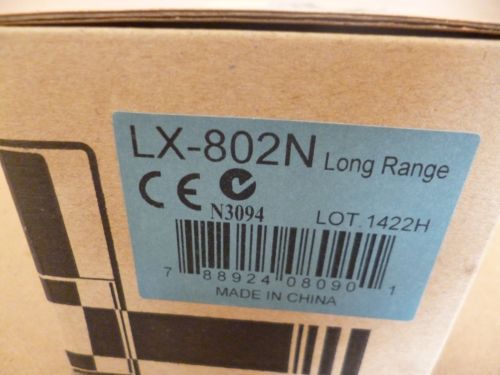 LX-802N Long Range
CE N3094 LOT.1422H
7 88924 08090 1
MADE IN CHINA